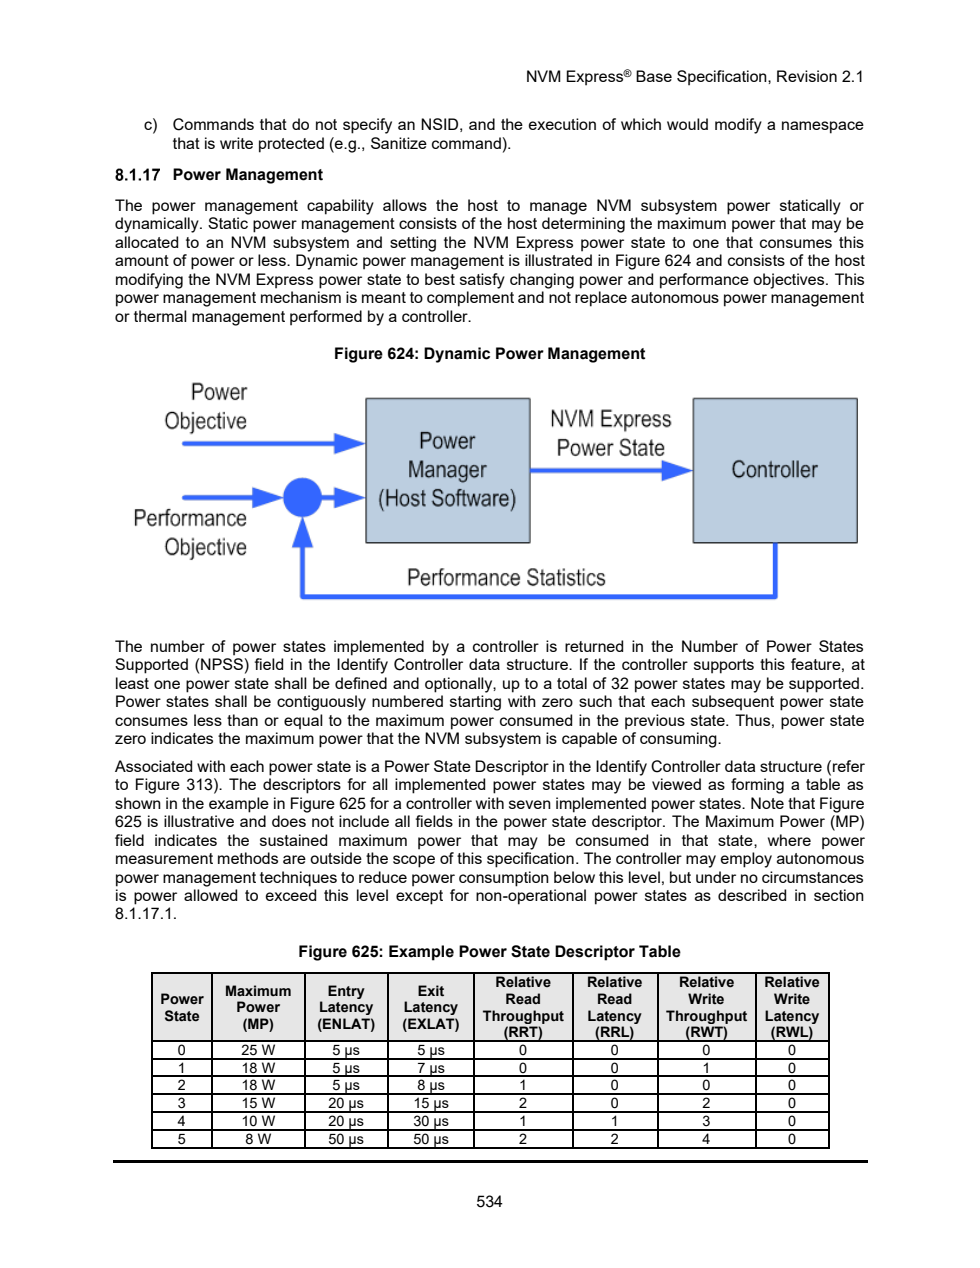 NVM Express® Base Specification, Revision 2.1
c) Commands that do not specify an NSID, and the execution of which would modify a namespace
that is write protected (e.g., Sanitize command).
8.1.17 Power Management
The power management capability allows the host to manage NVM subsystem power statically or
dynamically. Static power management consists of the host determining the maximum power that may be
allocated to an NVM subsystem and setting the NVM Express power state to one that consumes this
amount of power or less. Dynamic power management is illustrated in Figure 624 and consists of the host
modifying the NVM Express power state to best satisfy changing power and performance objectives. This
power management mechanism is meant to complement and not replace autonomous power management
or thermal management performed by a controller.
Figure 624: Dynamic Power Management
Power
Objective
Performance
Objective
Power
Manager
(Host Software)
NVM Express
Power State
Controller
Performance Statistics
The number of power states implemented by a controller is returned in the Number of Power States
Supported (NPSS) field in the Identify Controller data structure. If the controller supports this feature, at
least one power state shall be defined and optionally, up to a total of 32 power states may be supported.
Power states shall be contiguously numbered starting with zero such that each subsequent power state
consumes less than or equal to the maximum power consumed in the previous state. Thus, power state
zero indicates the maximum power that the NVM subsystem is capable of consuming.
Associated with each power state is a Power State Descriptor in the Identify Controller data structure (refer
to Figure 313). The descriptors for all implemented power states may be viewed as forming a table as
shown in the example in Figure 625 for a controller with seven implemented power states. Note that Figure
625 is illustrative and does not include all fields in the power state descriptor. The Maximum Power (MP)
field indicates the sustained maximum power that may be consumed in that state, where power
measurement methods are outside the scope of this specification. The controller may employ autonomous
power management techniques to reduce power consumption below this level, but under no circumstances
is power allowed to exceed this level except for non-operational power states as described in section
8.1.17.1.
Figure 625: Example Power State Descriptor Table
Power State | Maximum Power (MP) | Entry Latency (ENLAT) | Exit Latency (EXLAT) | Relative Read Throughput (RRT) | Relative Read Latency (RRL) | Relative Write Throughput (RWT) | Relative Write Latency (RWL)
0 | 25 W | 5 µs | 5 µs | 0 | 0 | 0 | 0
1 | 18 W | 5 µs | 7 µs | 0 | 0 | 1 | 0
2 | 18 W | 5 µs | 8 µs | 1 | 0 | 0 | 0
3 | 15 W | 20 µs | 15 µs | 2 | 0 | 2 | 0
4 | 10 W | 20 µs | 30 µs | 1 | 1 | 3 | 0
5 | 8 W | 50 µs | 50 µs | 2 | 2 | 4 | 0
534